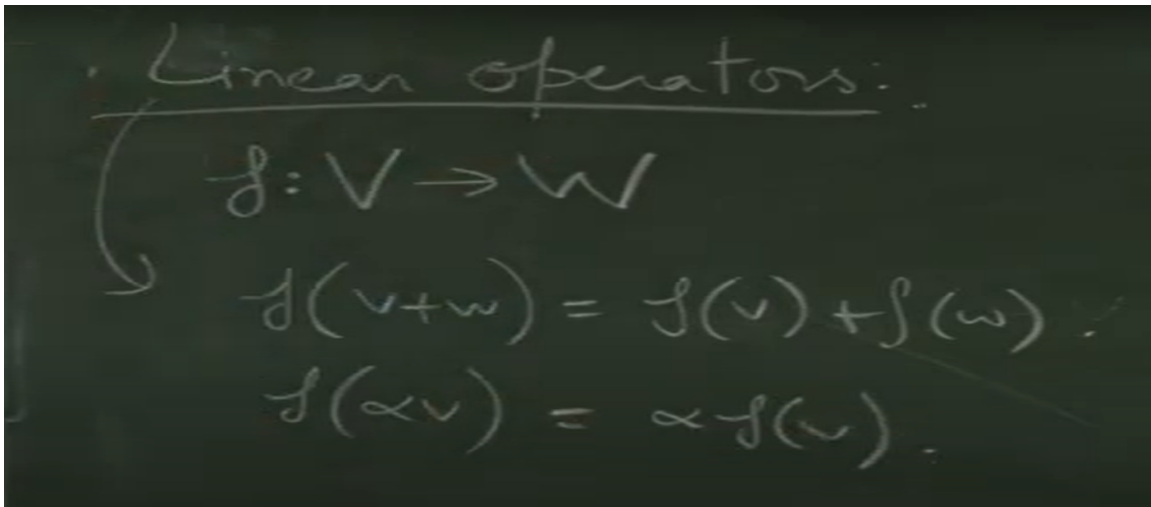 . Linear operators:
f: V → W
f(v+w) = f(v) + f(w).
f(αv) = αf(v).